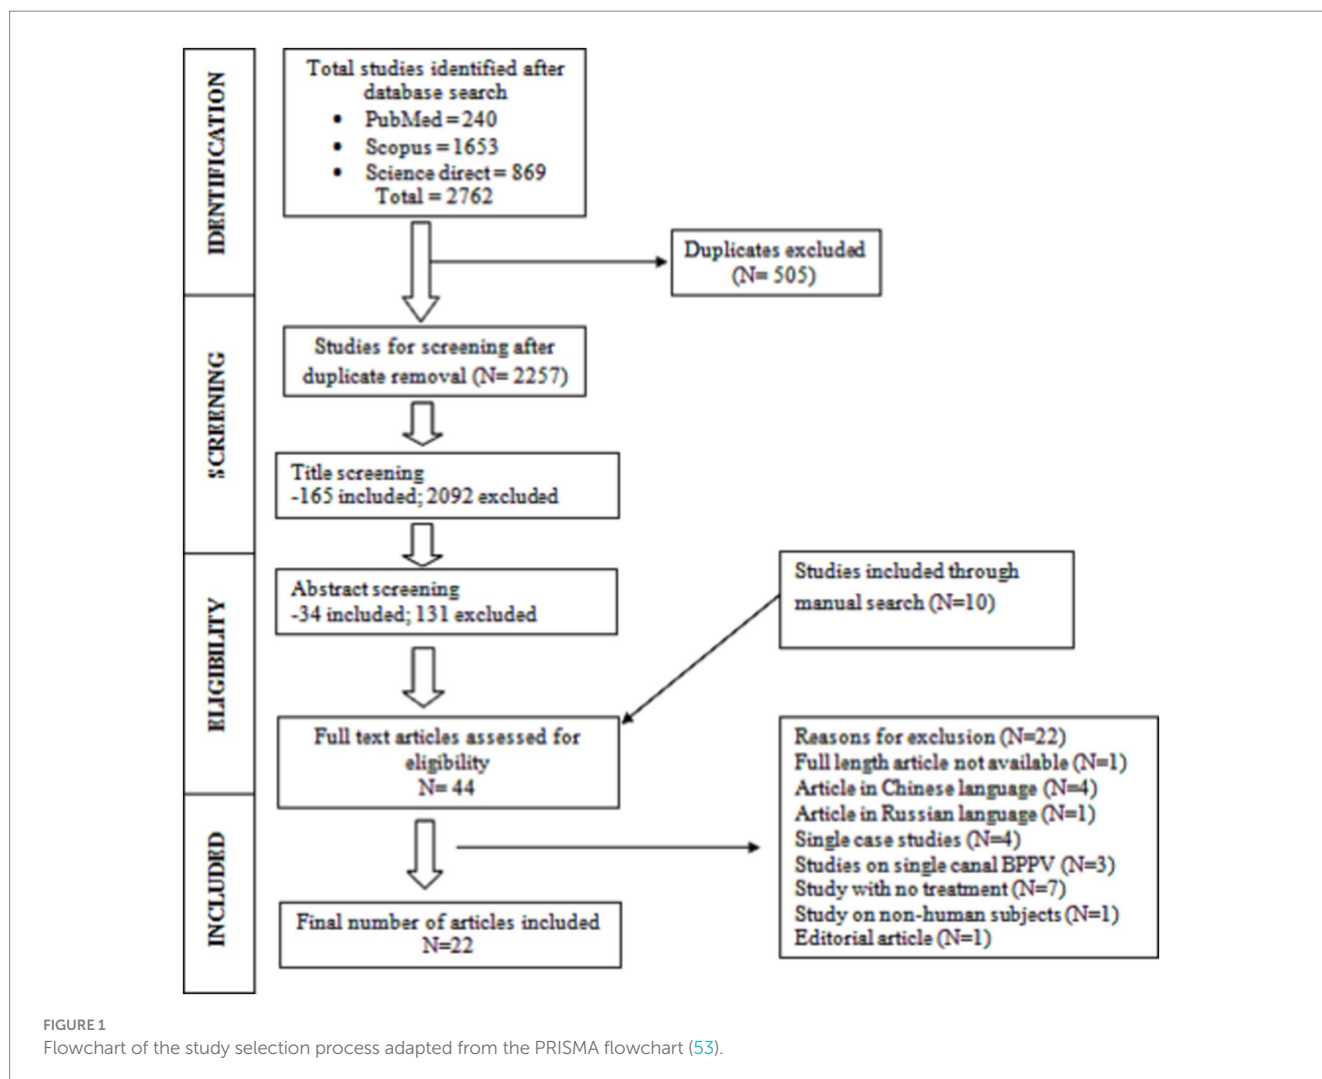 IDENTIFICATION
Total studies identified after
database search
• PubMed = 240
• Scopus = 1653
• Science direct = 869
Total = 2762
Duplicates excluded
(N= 505)
SCREENING
Studies for screening after
duplicate removal (N= 2257)
Title screening
-165 included; 2092 excluded
ELIGIBILITY
Abstract screening
-34 included; 131 excluded
Studies included through
manual search (N=10)
Full text articles assessed for
eligibility
N= 44
Reasons for exclusion (N=22)
Full length article not available (N=1)
Article in Chinese language (N=4)
Article in Russian language (N=1)
Single case studies (N=4)
Studies on single canal BPPV (N=3)
Study with no treatment (N=7)
Study on non-human subjects (N=1)
Editorial article (N=1)
INCLUDED
Final number of articles included
N=22
FIGURE 1
Flowchart of the study selection process adapted from the PRISMA flowchart (53).